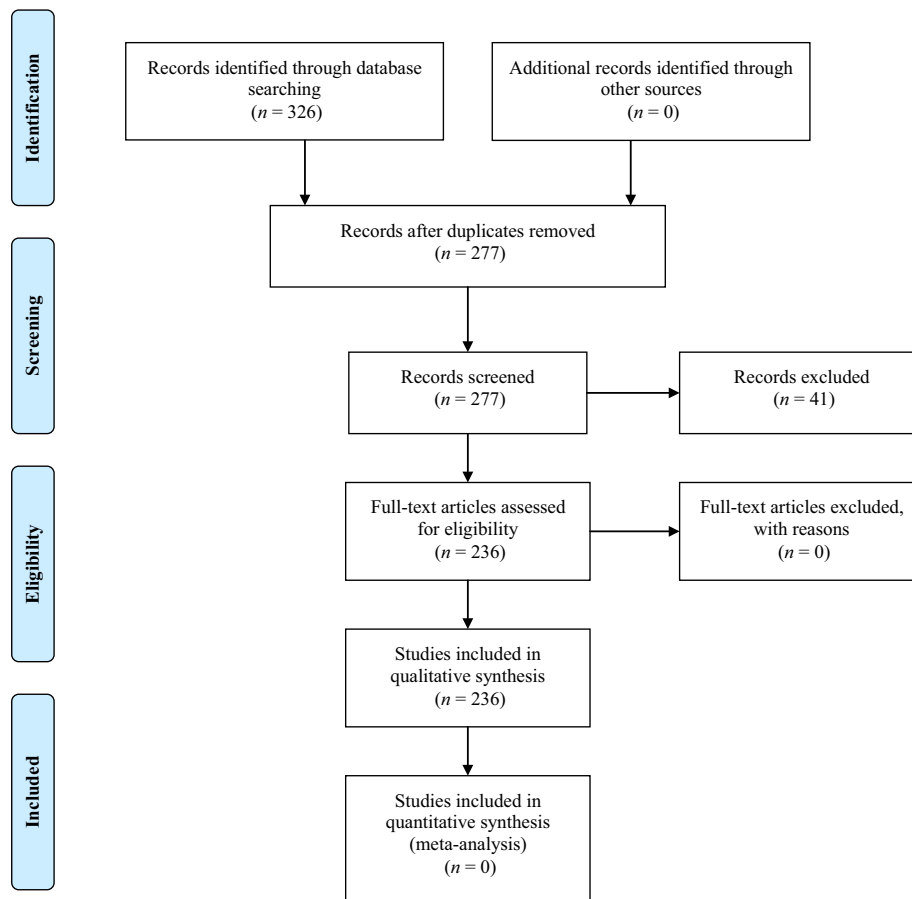 Identification
Records identified through database
searching
(n = 326)
Additional records identified through
other sources
(n = 0)
Records after duplicates removed
(n = 277)
Screening
Records screened
(n = 277)
Records excluded
(n = 41)
Eligibility
Full-text articles assessed
for eligibility
(n = 236)
Full-text articles excluded,
with reasons
(n = 0)
Studies included in
qualitative synthesis
(n = 236)
Included
Studies included in
quantitative synthesis
(meta-analysis)
(n = 0)